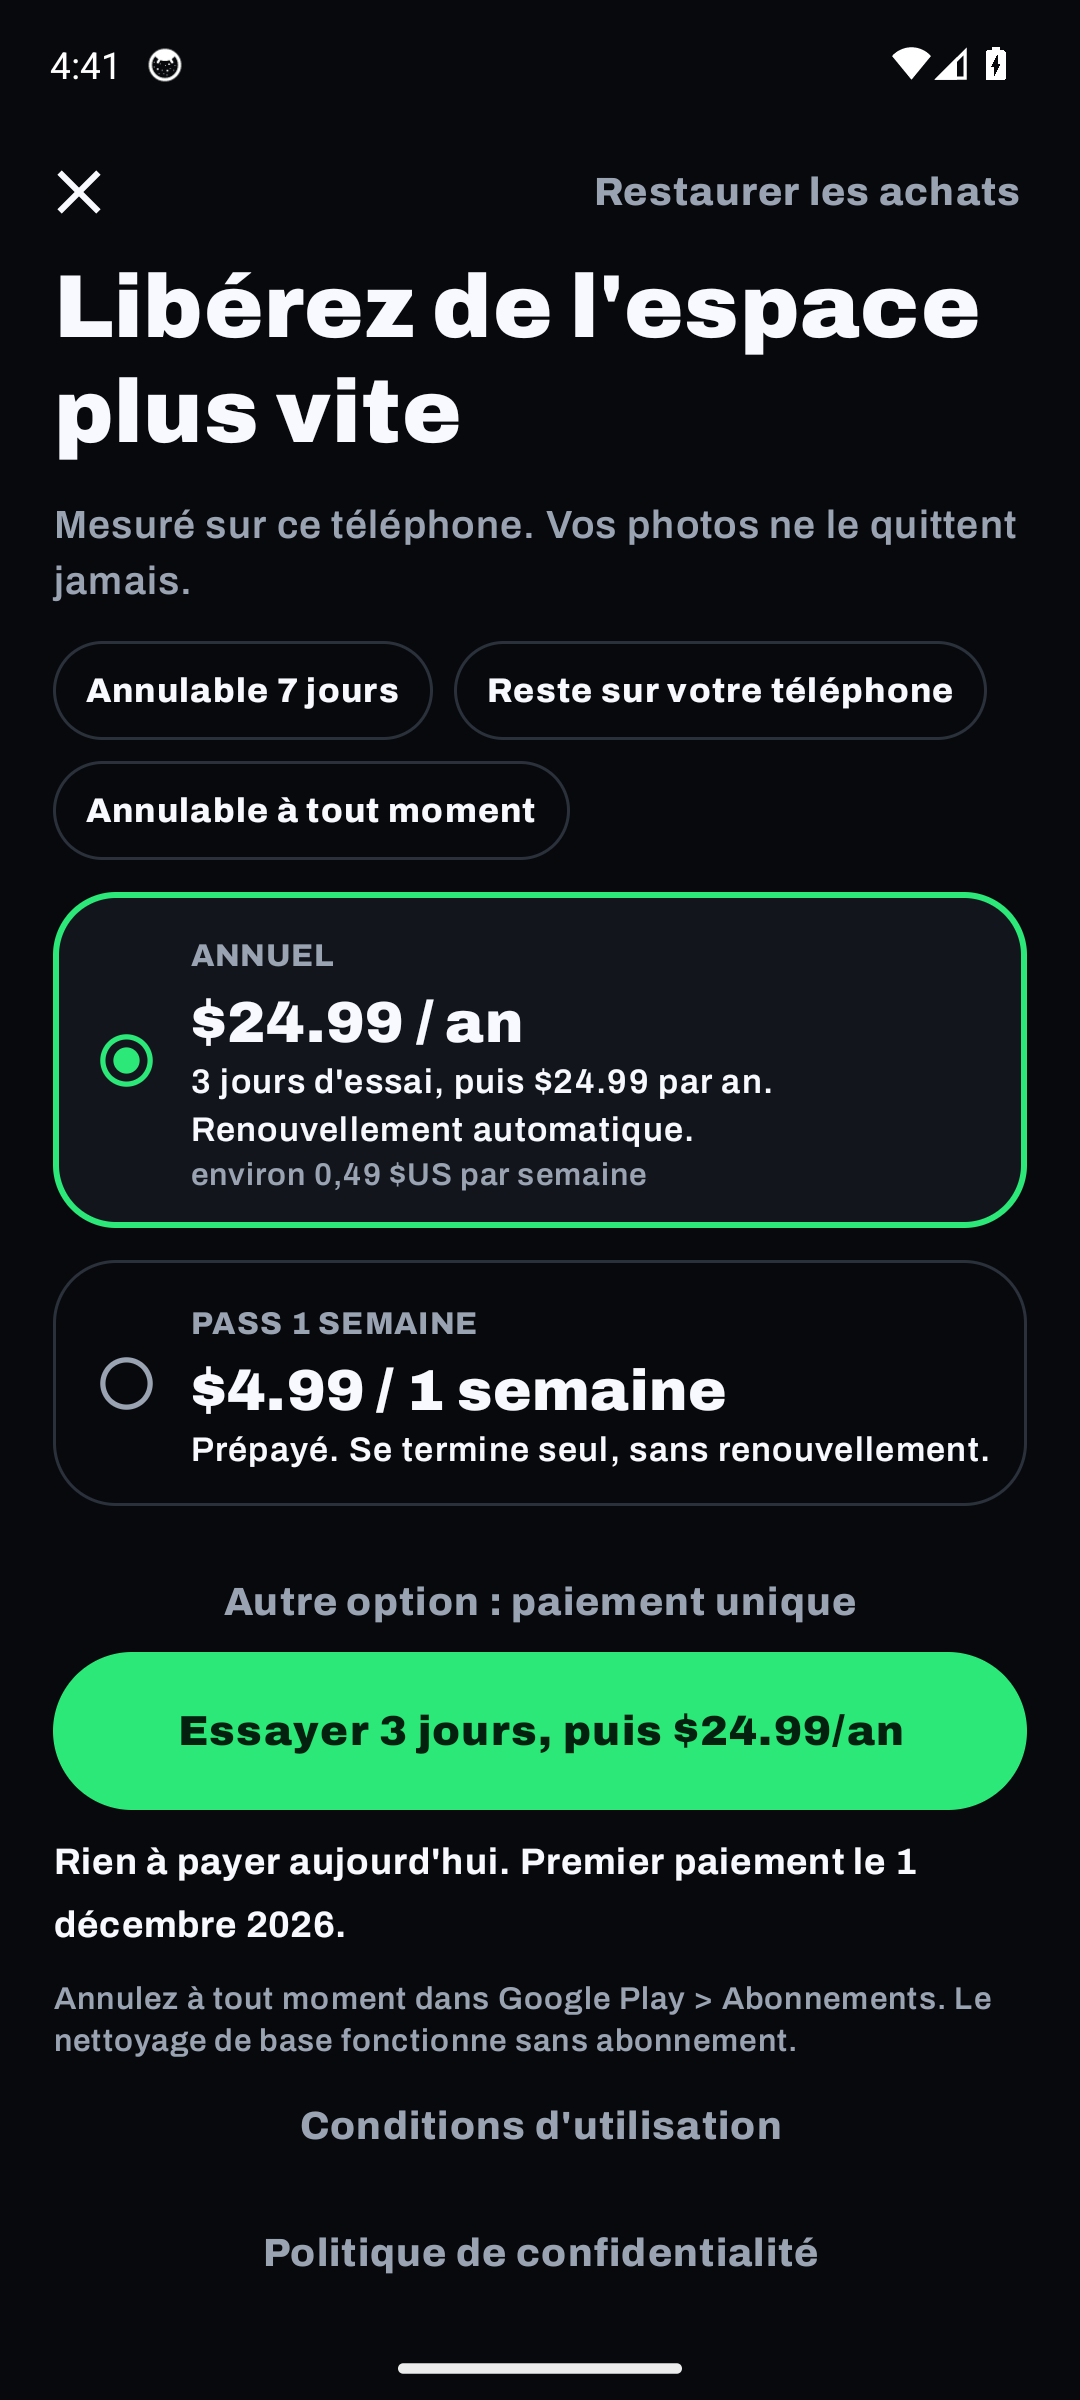 4:41
Restaurer les achats
Libérez de l'espace
plus vite
Mesuré sur ce téléphone. Vos photos ne le quittent
jamais.
Annulable 7 jours
Reste sur votre téléphone
Annulable à tout moment
ANNUEL
$24.99 / an
3 jours d'essai, puis $24.99 par an.
Renouvellement automatique.
environ 0,49 $US par semaine
PASS 1 SEMAINE
$4.99 / 1 semaine
Prépayé. Se termine seul, sans renouvellement.
Autre option : paiement unique
Essayer 3 jours, puis $24.99/an
Rien à payer aujourd'hui. Premier paiement le 1
décembre 2026.
Annulez à tout moment dans Google Play > Abonnements. Le
nettoyage de base fonctionne sans abonnement.
Conditions d'utilisation
Politique de confidentialité